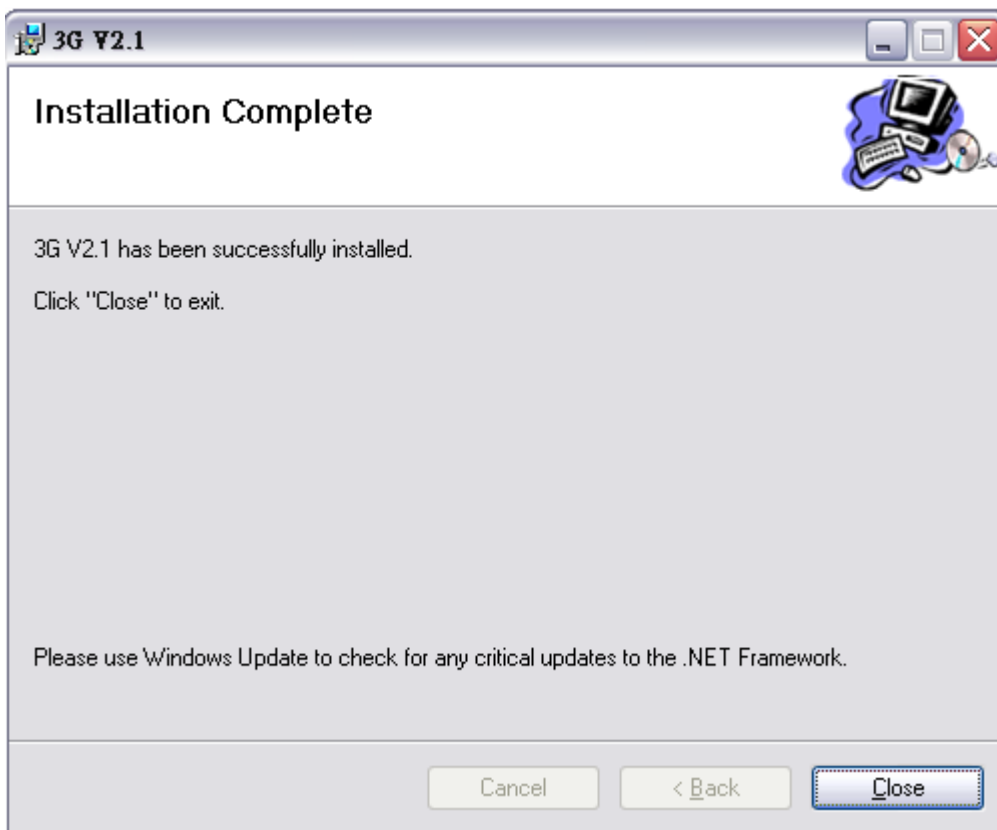 3G V2.1
Installation Complete
3G V2.1 has been successfully installed.
Click "Close" to exit.
Please use Windows Update to check for any critical updates to the .NET Framework.
Cancel
< Back
Close